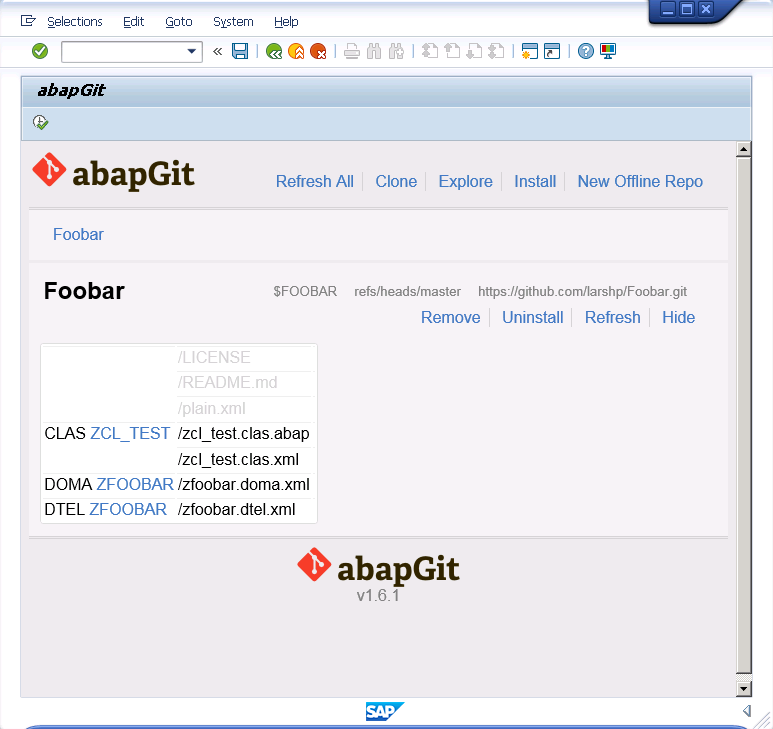 Selections Edit Goto System Help
abapGit
abapGit
Refresh All Clone Explore Install New Offline Repo
Foobar
Foobar $FOOBAR refs/heads/master https://github.com/larshp/Foobar.git
Remove Uninstall Refresh Hide
/LICENSE
/README.md
/plain.xml
CLAS ZCL_TEST /zcl_test.clas.abap
/zcl_test.clas.xml
DOMA ZFOOBAR /zfoobar.doma.xml
DTEL ZFOOBAR /zfoobar.dtel.xml
abapGit
v1.6.1
SAP